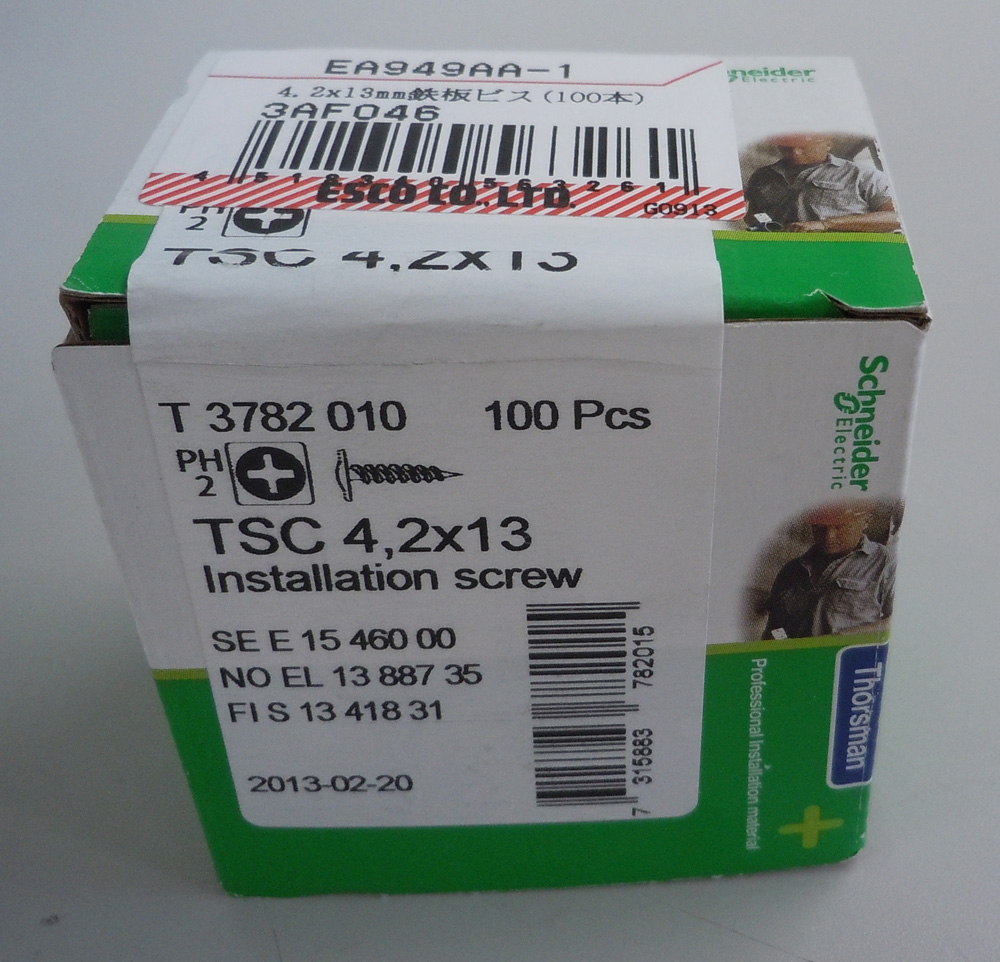 EA949AA-1
4.2x13mm鉄板ビス(100本)
3AF046
ESCO CO.,LTD.
G0913
PH
2
TSC 4,2x13
T 3782 010 100 Pcs
PH
2
TSC 4,2x13
Installation screw
SE E 15 460 00
NO EL 13 887 35
FI S 13 418 31
2013-02-20
7 315883 782015
Schneider
Electric
Thorsman
Professional Installation material
Electric